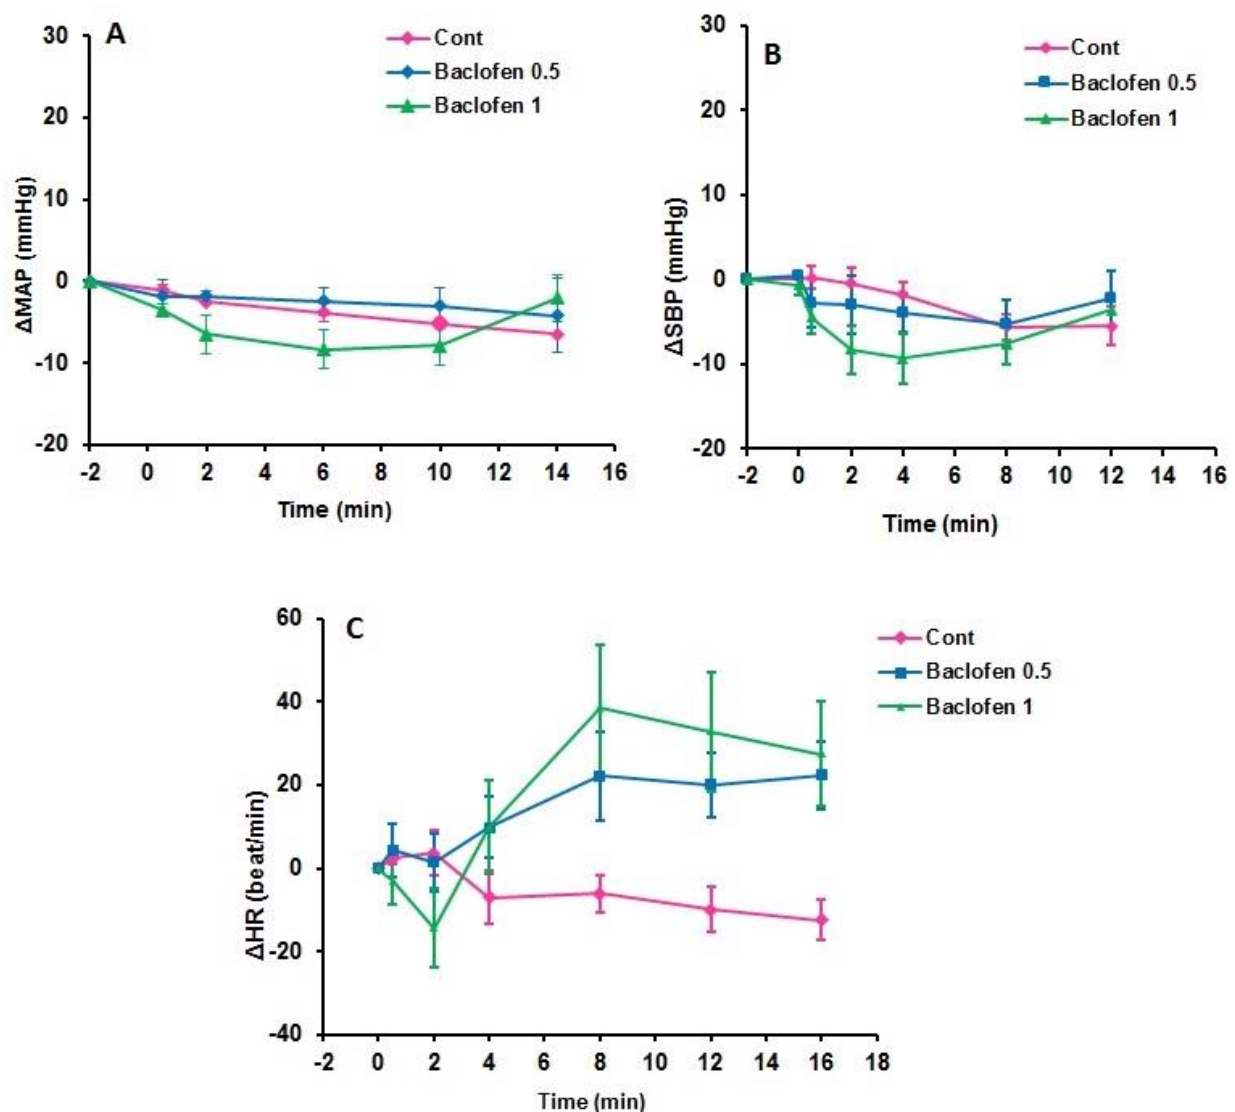 A
Cont
Baclofen 0.5
Baclofen 1
30
20
10
0
-10
-20
ΔMAP (mmHg)
-2 0 2 4 6 8 10 12 14 16
Time (min)
B
Cont
Baclofen 0.5
Baclofen 1
30
20
10
0
-10
-20
ΔSBP (mmHg)
-2 0 2 4 6 8 10 12 14 16
Time (min)
C
Cont
Baclofen 0.5
Baclofen 1
60
40
20
0
-20
-40
ΔHR (beat/min)
-2 0 2 4 6 8 10 12 14 16 18
Time (min)